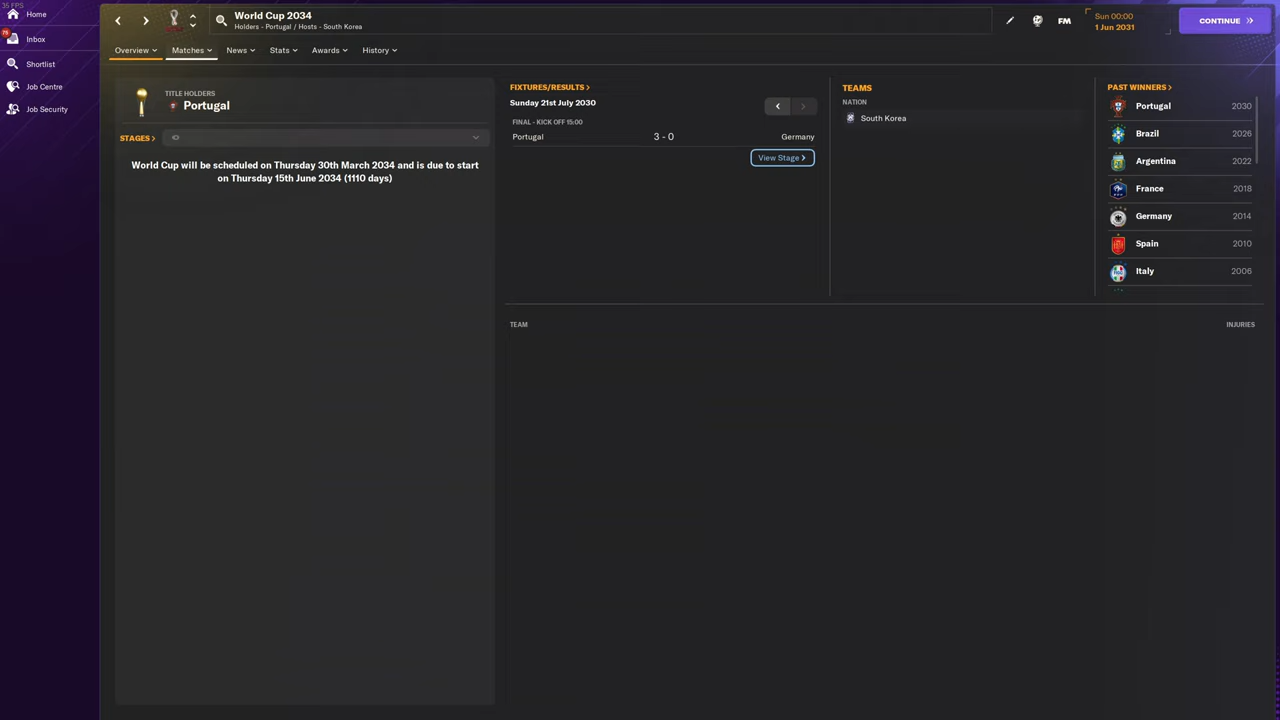 35 FPS
Home
75
Inbox
Shortlist
Job Centre
Job Security
World Cup 2034
Holders - Portugal / Hosts - South Korea
FM
Sun 00:00
1 Jun 2031
CONTINUE
Overview
Matches
News
Stats
Awards
History
TITLE HOLDERS
Portugal
STAGES
World Cup will be scheduled on Thursday 30th March 2034 and is due to start
on Thursday 15th June 2034 (1110 days)
FIXTURES/RESULTS
Sunday 21st July 2030
FINAL - KICK OFF 15:00
Portugal 3 - 0 Germany
View Stage
TEAMS
NATION
South Korea
PAST WINNERS
Portugal 2030
Brazil 2026
Argentina 2022
France 2018
Germany 2014
Spain 2010
Italy 2006
TEAM INJURIES